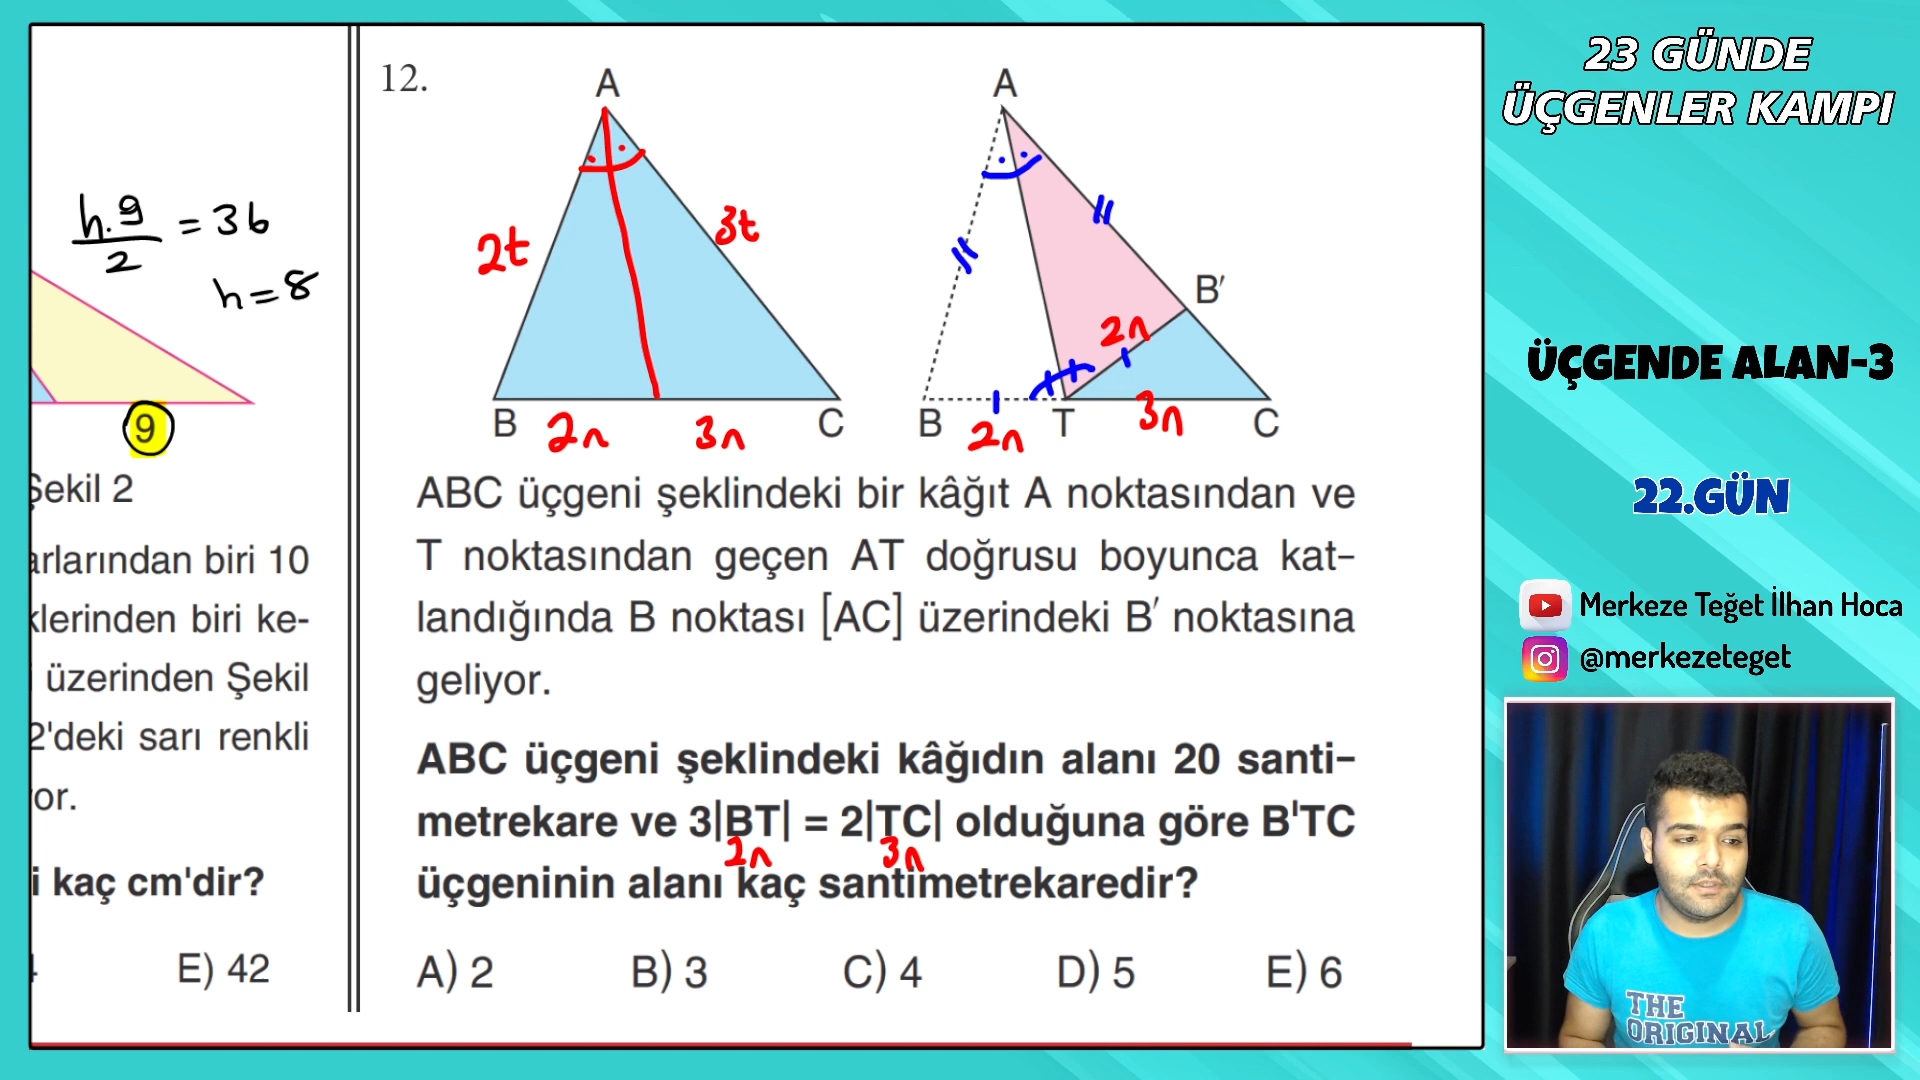 h.9
2
= 36
h=8
9
Şekil 2
arlarından biri 10
klerinden biri ke-
üzerinden Şekil
2'deki sarı renkli
or.
i kaç cm'dir?
E) 42
12.
A
2t
3t
B
2n
3n
C
A
B'
2n
B
2n
T
3n
C
ABC üçgeni şeklindeki bir kâğıt A noktasından ve
T noktasından geçen AT doğrusu boyunca kat-
landığında B noktası [AC] üzerindeki B' noktasına
geliyor.
ABC üçgeni şeklindeki kâğıdın alanı 20 santi-
metrekare ve 3|BT| = 2|TC| olduğuna göre B'TC
2n 3n
üçgeninin alanı kaç santimetrekaredir?
A) 2 B) 3 C) 4 D) 5 E) 6
23 GÜNDE
ÜÇGENLER KAMPI
ÜÇGENDE ALAN-3
22.GÜN
Merkeze Teğet İlhan Hoca
@merkezeteget
THE
ORIGINAL